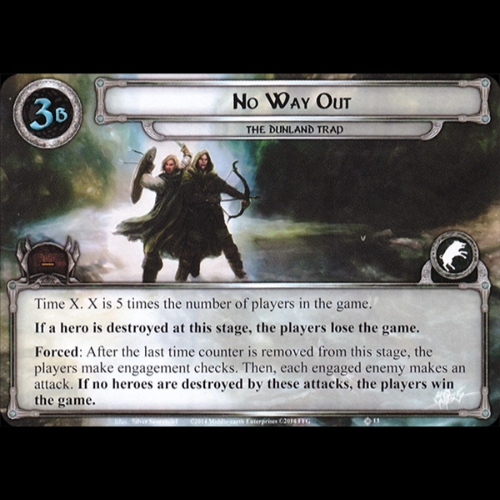 3B
No Way Out
The Dunland Trap
Time X. X is 5 times the number of players in the game.
If a hero is destroyed at this stage, the players lose the game.
Forced: After the last time counter is removed from this stage, the
players make engagement checks. Then, each engaged enemy makes an
attack. If no heroes are destroyed by these attacks, the players win
the game.
©2014 Middle-earth Enterprises ©2014 FFG